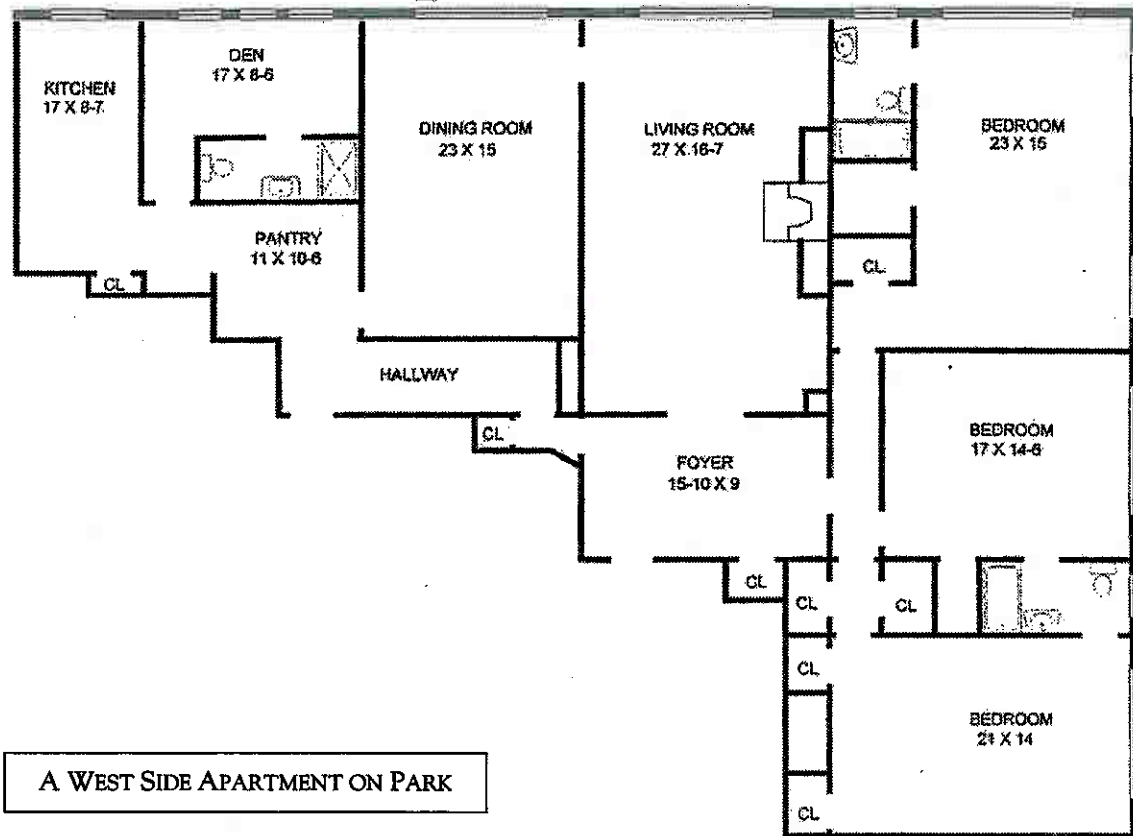 DEN
17 X 8-6
KITCHEN
17 X 8-7
DINING ROOM
23 X 15
LIVING ROOM
27 X 16-7
BEDROOM
23 X 15
PANTRY
11 X 10-6
CL
CL
HALLWAY
CL
BEDROOM
17 X 14-6
FOYER
15-10 X 9
CL
CL
CL
CL
BEDROOM
21 X 14
CL
A WEST SIDE APARTMENT ON PARK